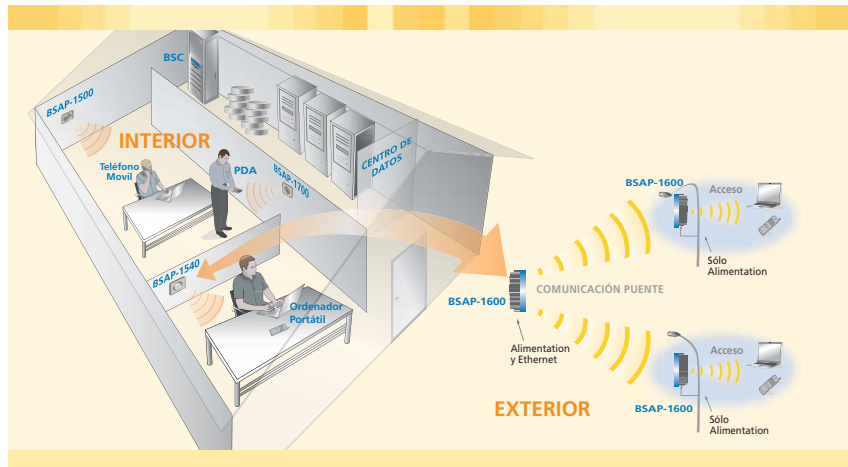 BSC
BSAP-1500
INTERIOR
Teléfono
Movil
PDA
BSAP-1700
CENTRO DE
DATOS
BSAP-1540
Ordenador
Portátil
BSAP-1600
Alimentation
y Ethernet
COMUNICACIÓN PUENTE
EXTERIOR
BSAP-1600
Acceso
Sólo
Alimentation
Acceso
BSAP-1600
Sólo
Alimentation